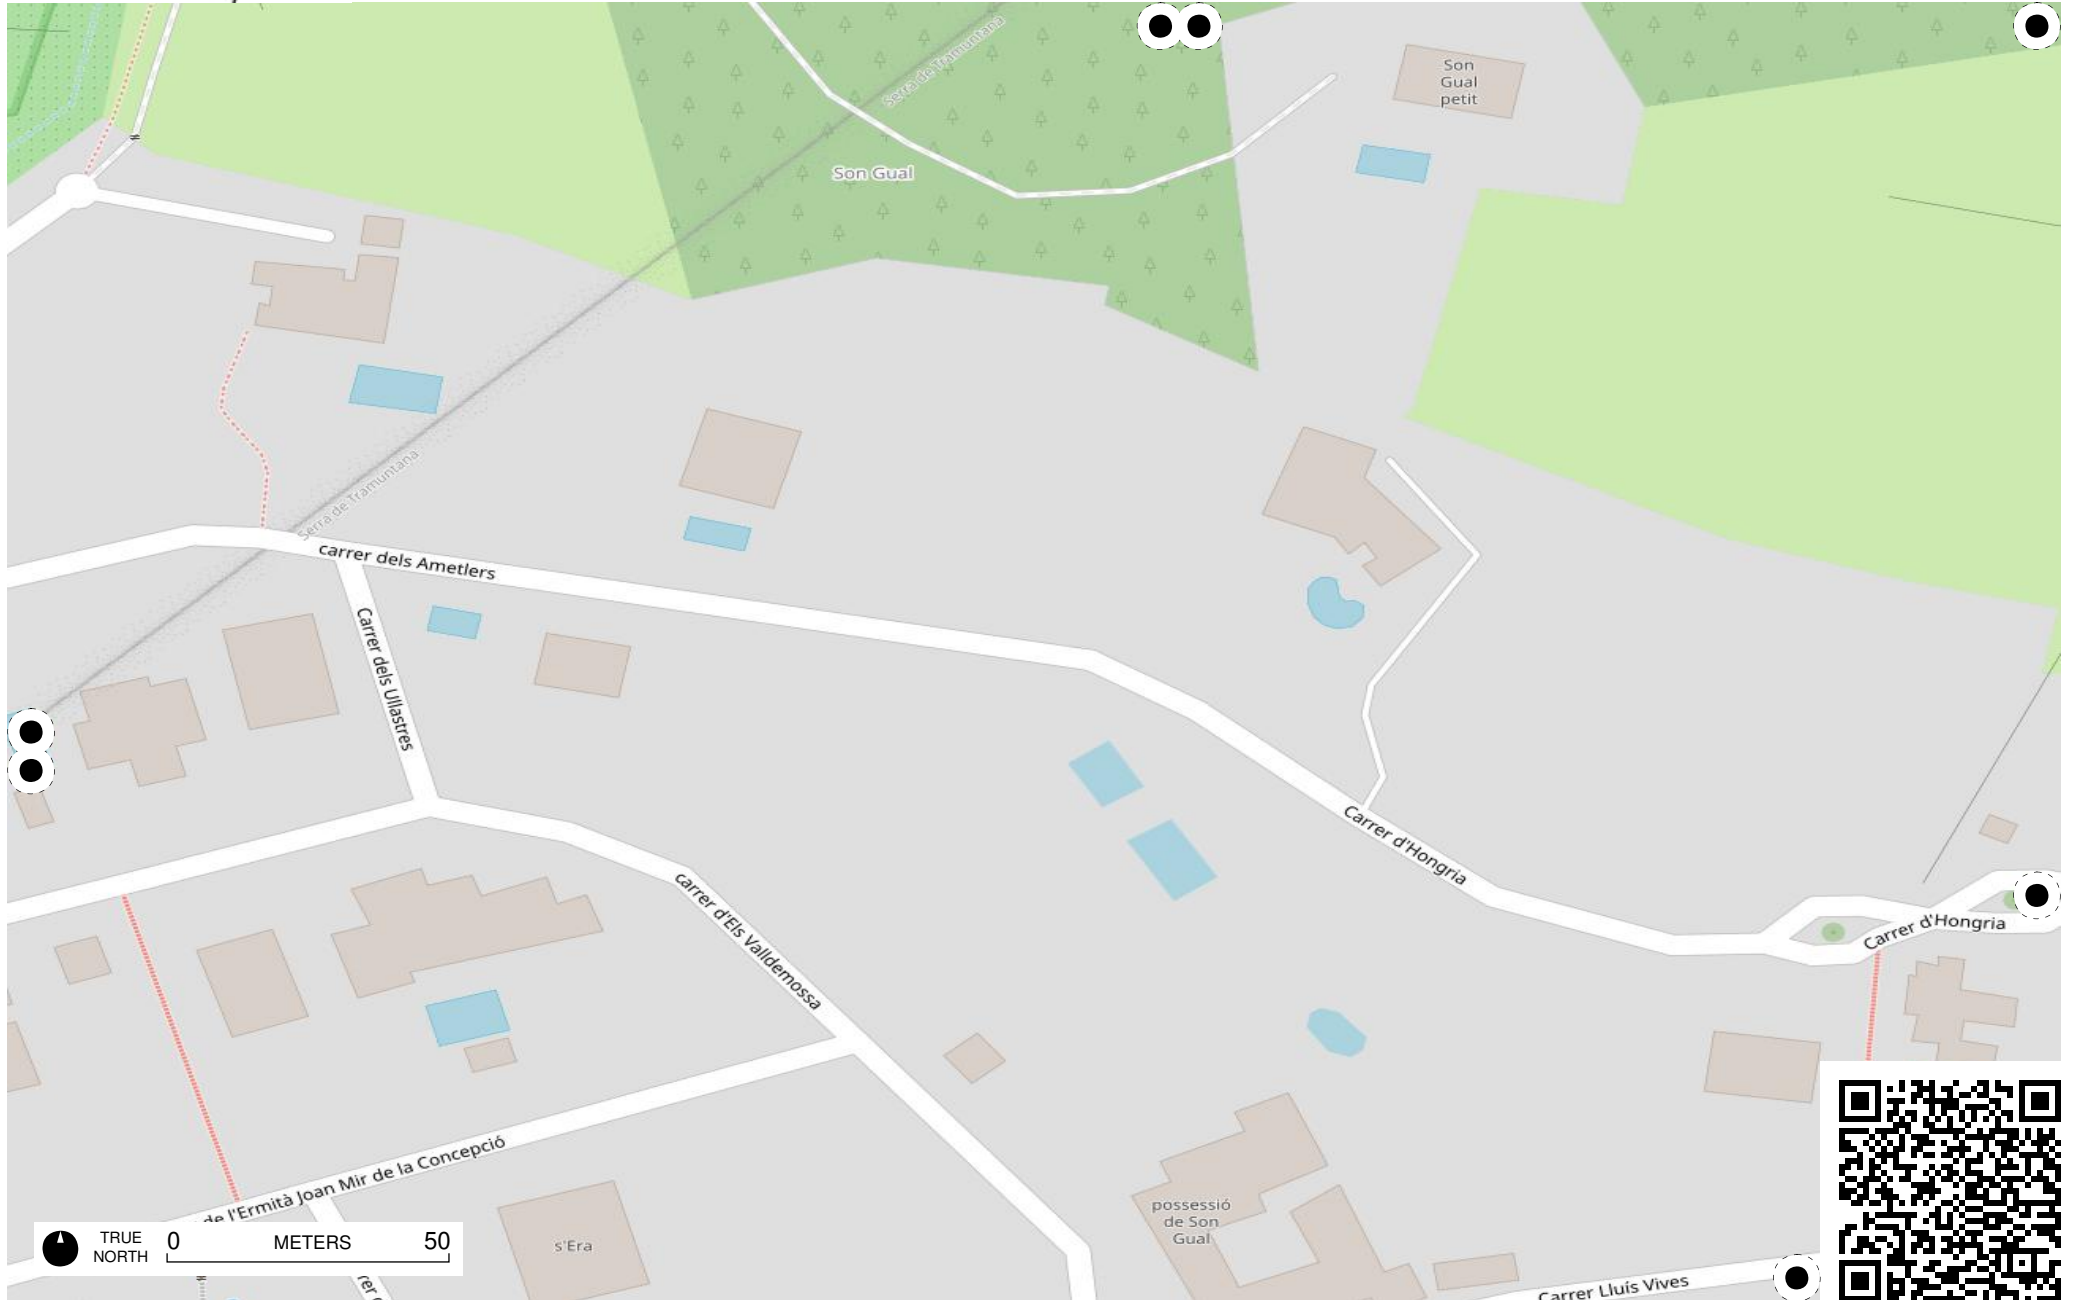 Serra de Tramuntana
Son
Gual
petit
Son Gual
Serra de Tramuntana
carrer dels Ametlers
Carrer dels Ullastres
Carrer d'Hongria
carrer d'Els Valldemossa
Carrer d'Hongria
de l'Ermità Joan Mir de la Concepció
possessió
de Son
Gual
s'Era
TRUE
NORTH
0 METERS 50
Carrer Lluís Vives